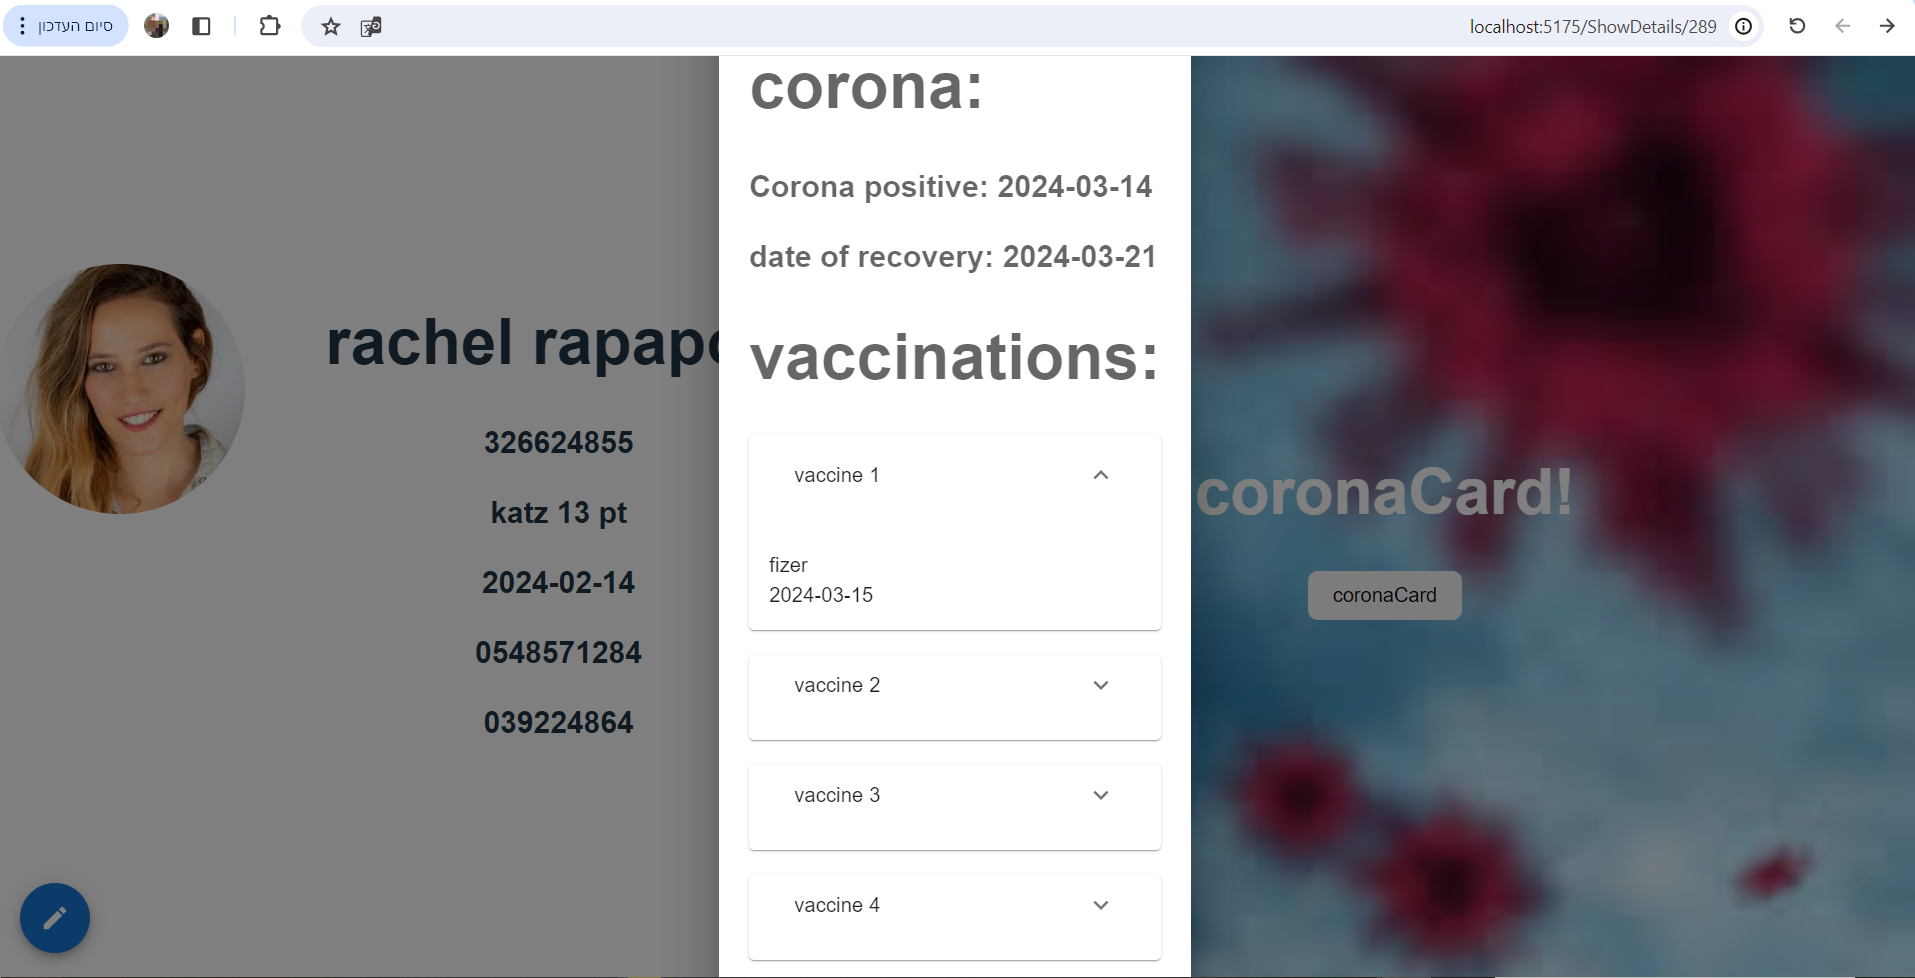 סיום העדכון
localhost:5175/ShowDetails/289
rachel rapapo
326624855
katz 13 pt
2024-02-14
0548571284
039224864
corona:
Corona positive: 2024-03-14
date of recovery: 2024-03-21
vaccinations:
vaccine 1
fizer
2024-03-15
vaccine 2
vaccine 3
vaccine 4
coronaCard!
coronaCard